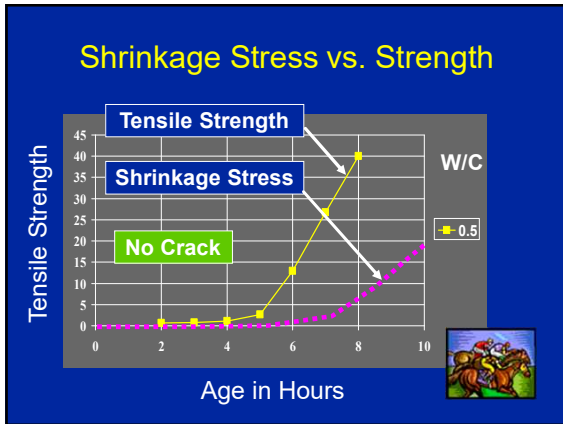 Shrinkage Stress vs. Strength
Tensile Strength
Shrinkage Stress
No Crack
W/C
0.5
Tensile Strength
45
40
35
30
25
20
15
10
5
0
0 2 4 6 8 10
Age in Hours